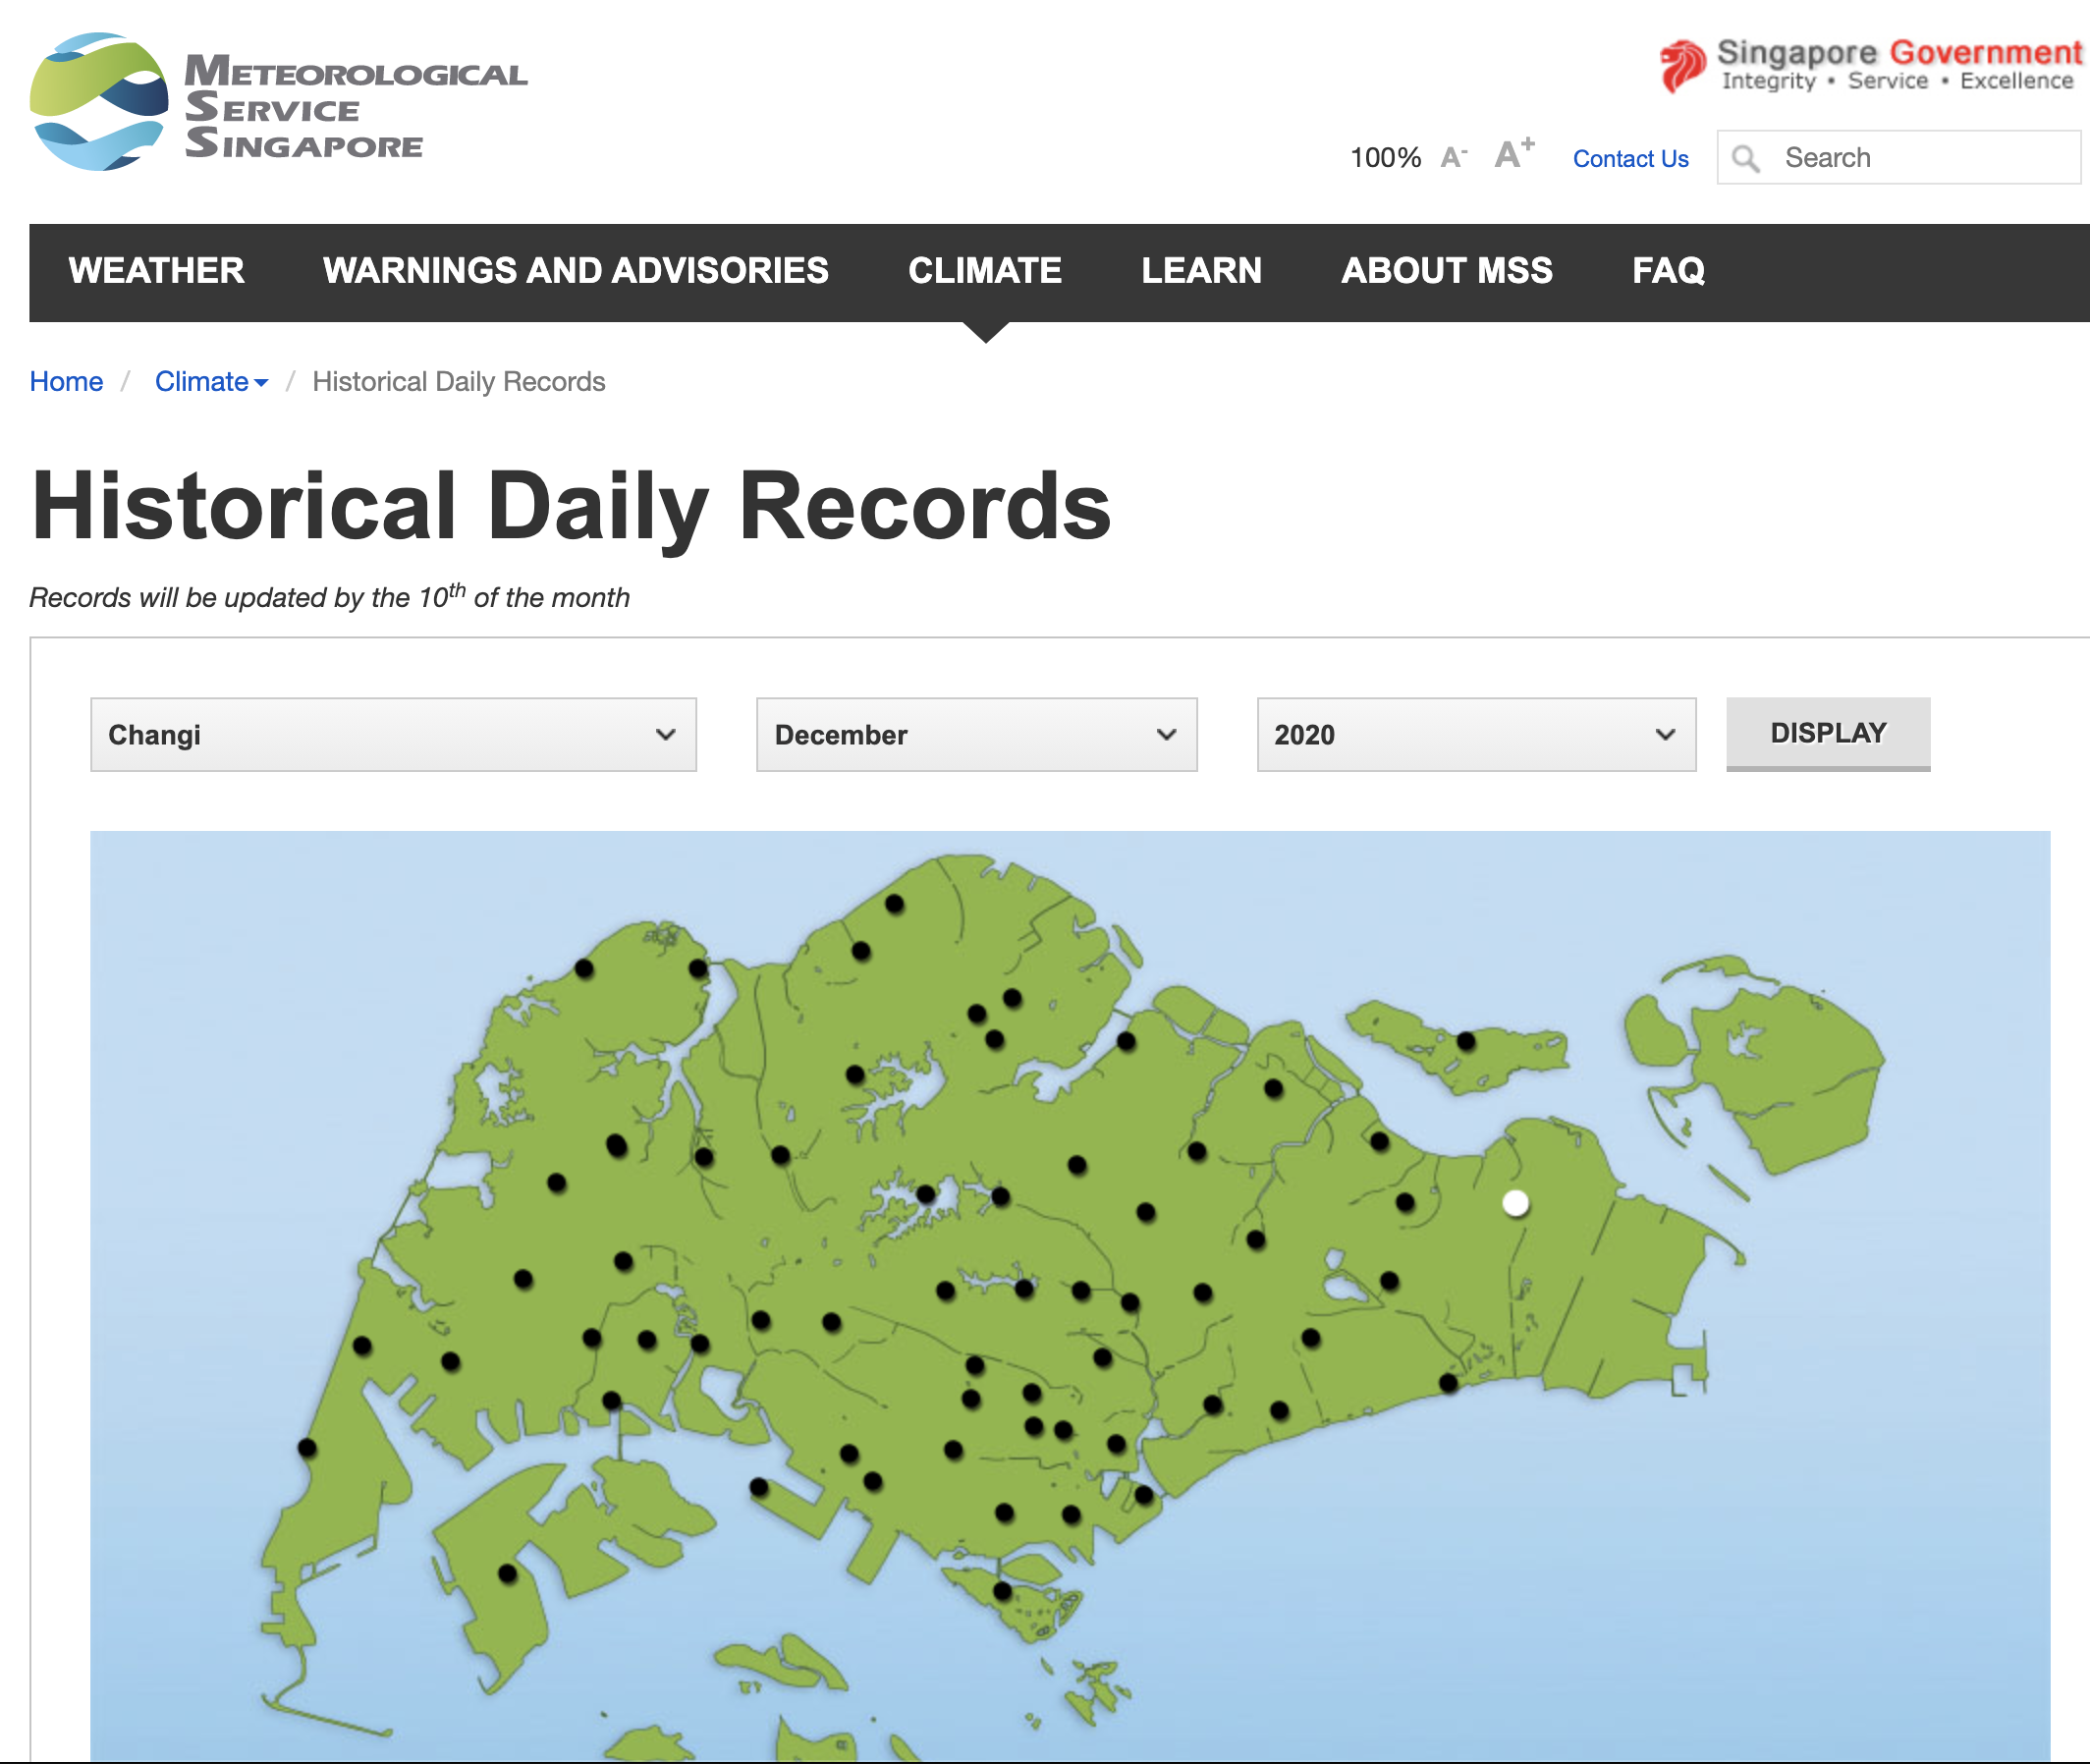 METEOROLOGICAL
SERVICE
SINGAPORE
Singapore Government
Integrity • Service • Excellence
100% A- A+ Contact Us Search
WEATHER WARNINGS AND ADVISORIES CLIMATE LEARN ABOUT MSS FAQ
Home / Climate / Historical Daily Records
Historical Daily Records
Records will be updated by the 10th of the month
Changi December 2020 DISPLAY